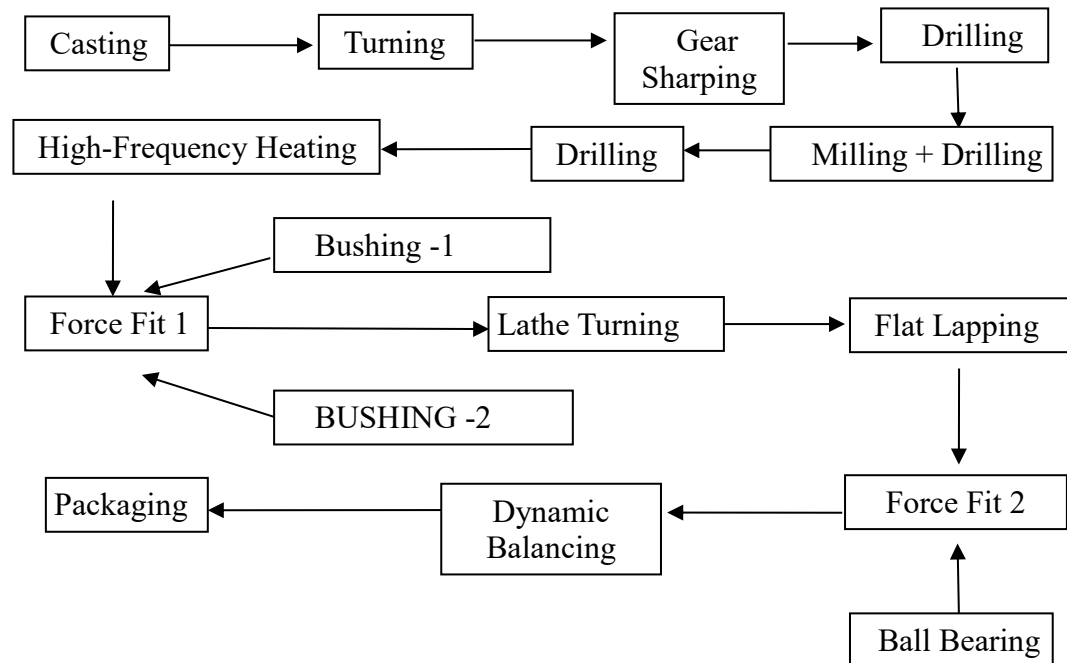 Casting
Turning
Gear
Sharping
Drilling
High-Frequency Heating
Drilling
Milling + Drilling
Bushing -1
Force Fit 1
Lathe Turning
Flat Lapping
BUSHING -2
Packaging
Dynamic
Balancing
Force Fit 2
Ball Bearing